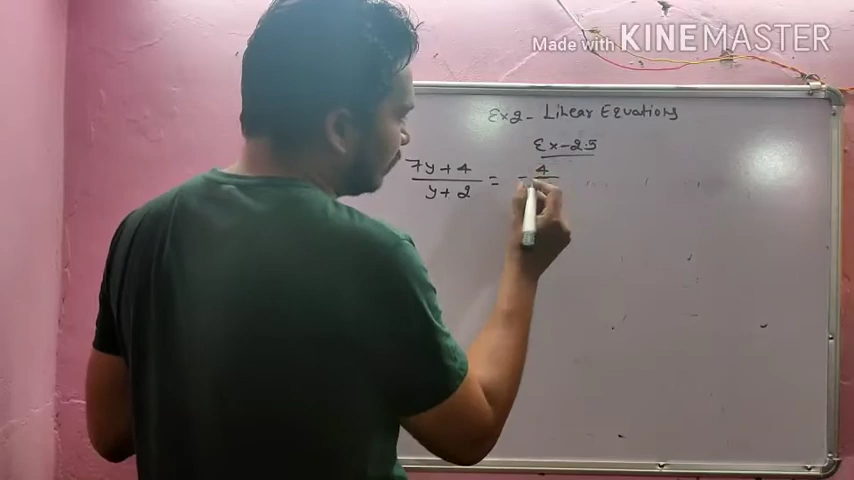 Made with KINEMASTER
Ex2- Linear Equations
Ex-2.5
7y+4 4
— = - —
y+2